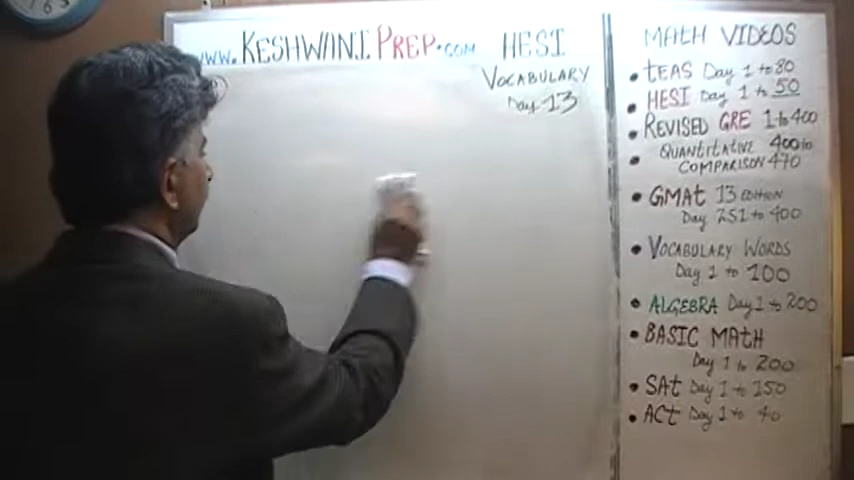 www.KESHWANIPREP.COM
HESI
VOCABULARY
Day 13
MATH VIDEOS
• TEAS Day 1 to 80
• HESI Day 1 to 50
• REVISED GRE 1 to 400
• QUANTITATIVE 400 to
COMPARISON 470
• GMAT 13 EDITION
Day 251 to 400
• VOCABULARY WORDS
Day 1 to 100
• ALGEBRA Day 1 to 200
• BASIC MATH
Day 1 to 200
• SAT Day 1 to 150
• ACT Day 1 to 40